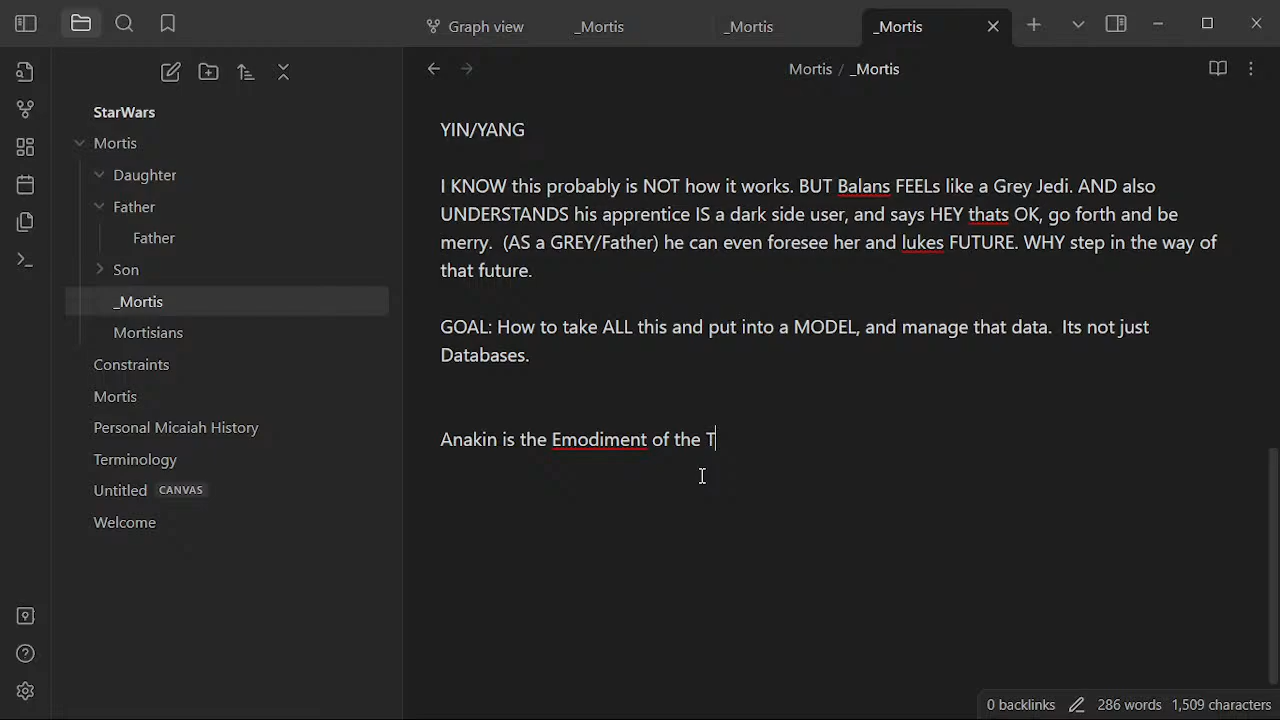 Graph view
_Mortis
_Mortis
_Mortis
Mortis / _Mortis
StarWars
Mortis
Daughter
Father
Father
Son
_Mortis
Mortisians
Constraints
Mortis
Personal Micaiah History
Terminology
Untitled CANVAS
Welcome
YIN/YANG
I KNOW this probably is NOT how it works. BUT Balans FEELs like a Grey Jedi. AND also
UNDERSTANDS his apprentice IS a dark side user, and says HEY thats OK, go forth and be
merry.  (AS a GREY/Father) he can even foresee her and lukes FUTURE. WHY step in the way of
that future.
GOAL: How to take ALL this and put into a MODEL, and manage that data.  Its not just
Databases.
Anakin is the Emodiment of the T
0 backlinks 286 words 1,509 characters